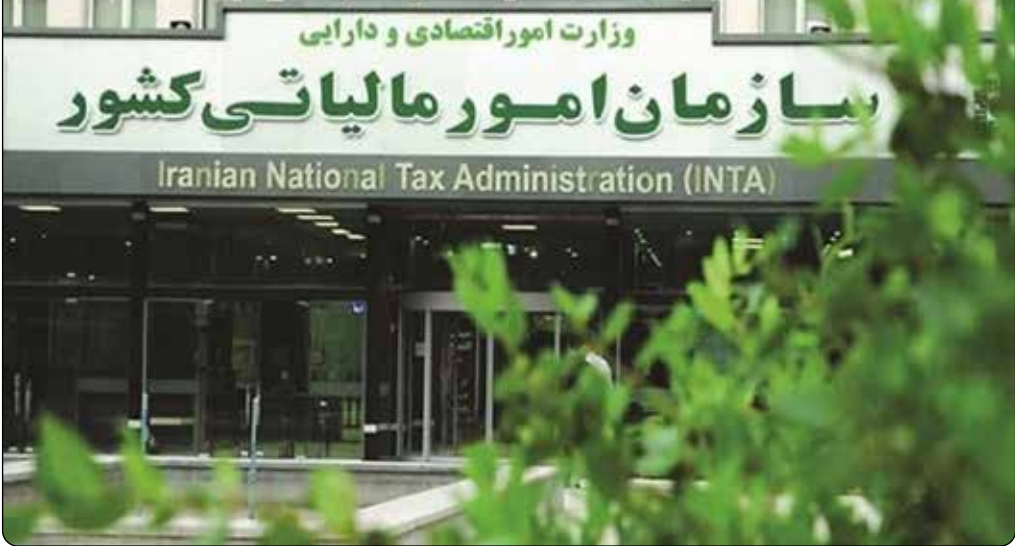 وزارت امور اقتصادی و دارایی
سازمان امور مالیاتی کشور
Iranian National Tax Administration (INTA)